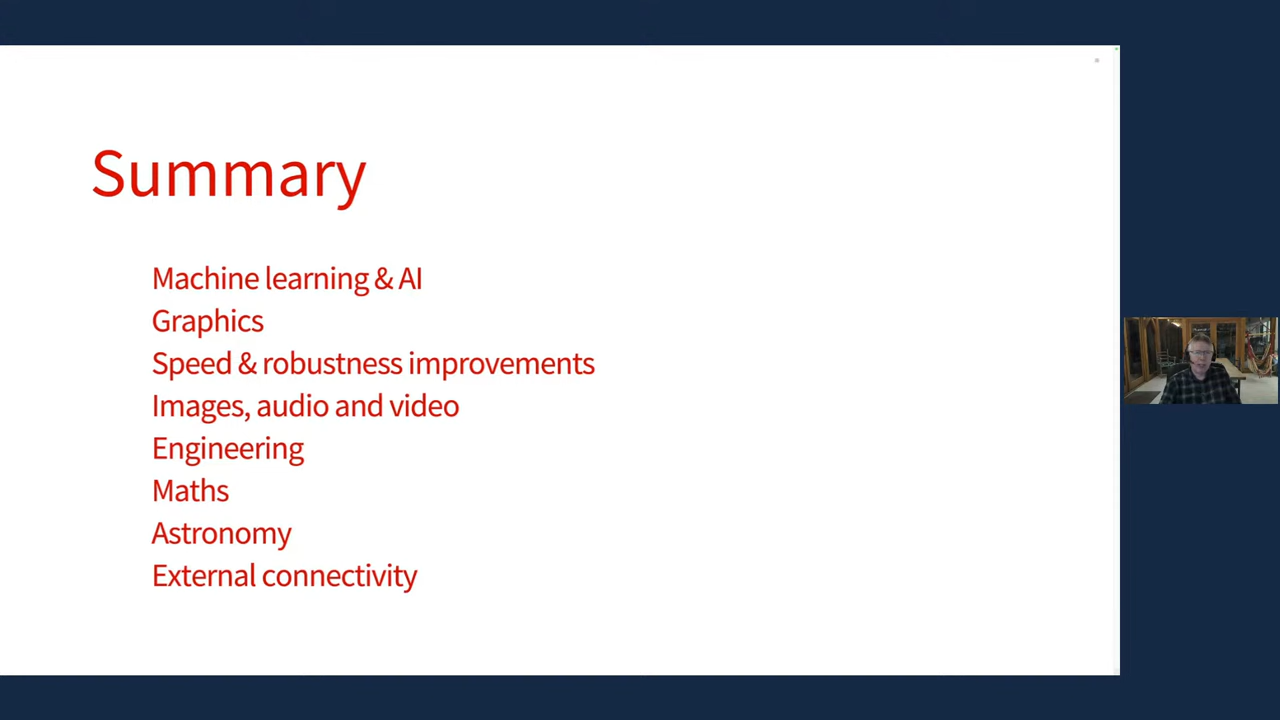 Summary
Machine learning & AI
Graphics
Speed & robustness improvements
Images, audio and video
Engineering
Maths
Astronomy
External connectivity